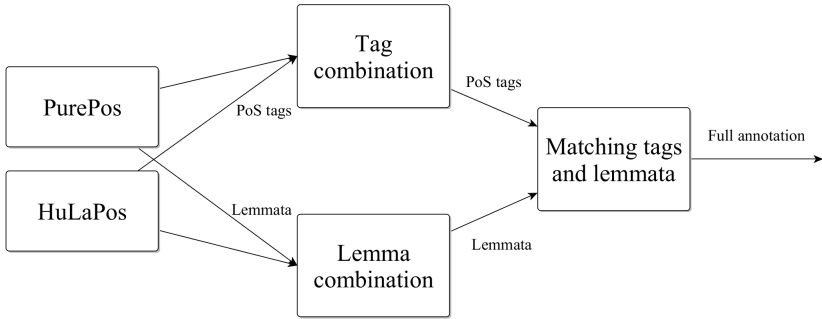 Tag
combination
PurePos
PoS tags
PoS tags
Matching tags
and lemmata
Full annotation
HuLaPos
Lemmata
Lemma
combination
Lemmata